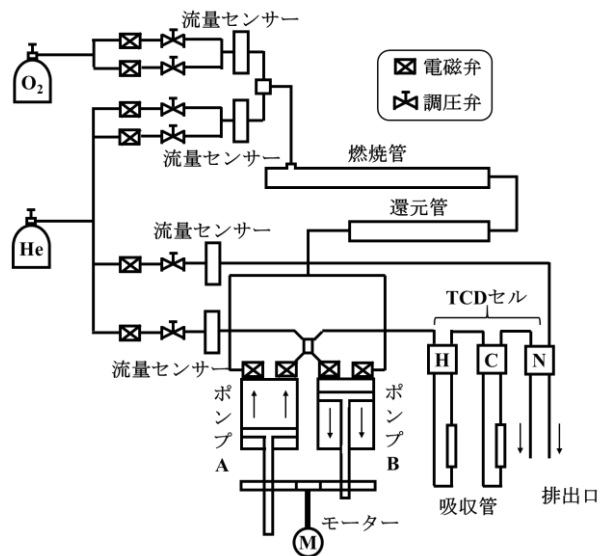 流量センサー
O2
電磁弁
調圧弁
流量センサー
燃焼管
還元管
He
流量センサー
TCDセル
H
C
N
流量センサー
ポンプA
ポンプB
吸収管
排出口
モーター
M